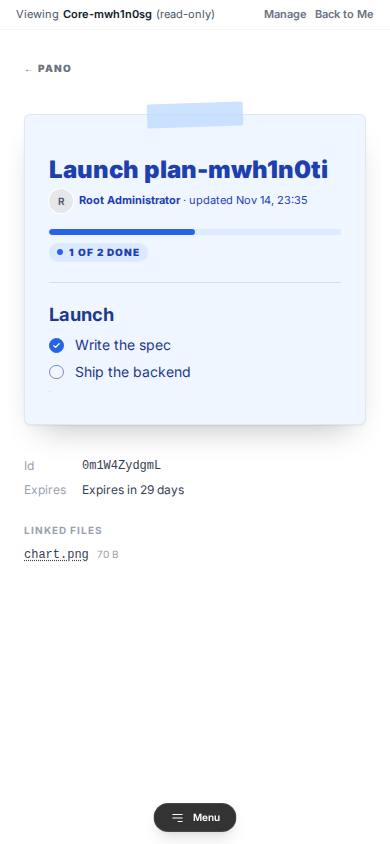 Viewing Core-mwh1n0sg (read-only) Manage Back to Me
← PANO
Launch plan-mwh1n0ti
R Root Administrator · updated Nov 14, 23:35
1 OF 2 DONE
Launch
Write the spec
Ship the backend
Id 0m1W4ZydgmL
Expires Expires in 29 days
LINKED FILES
chart.png 70 B
Menu